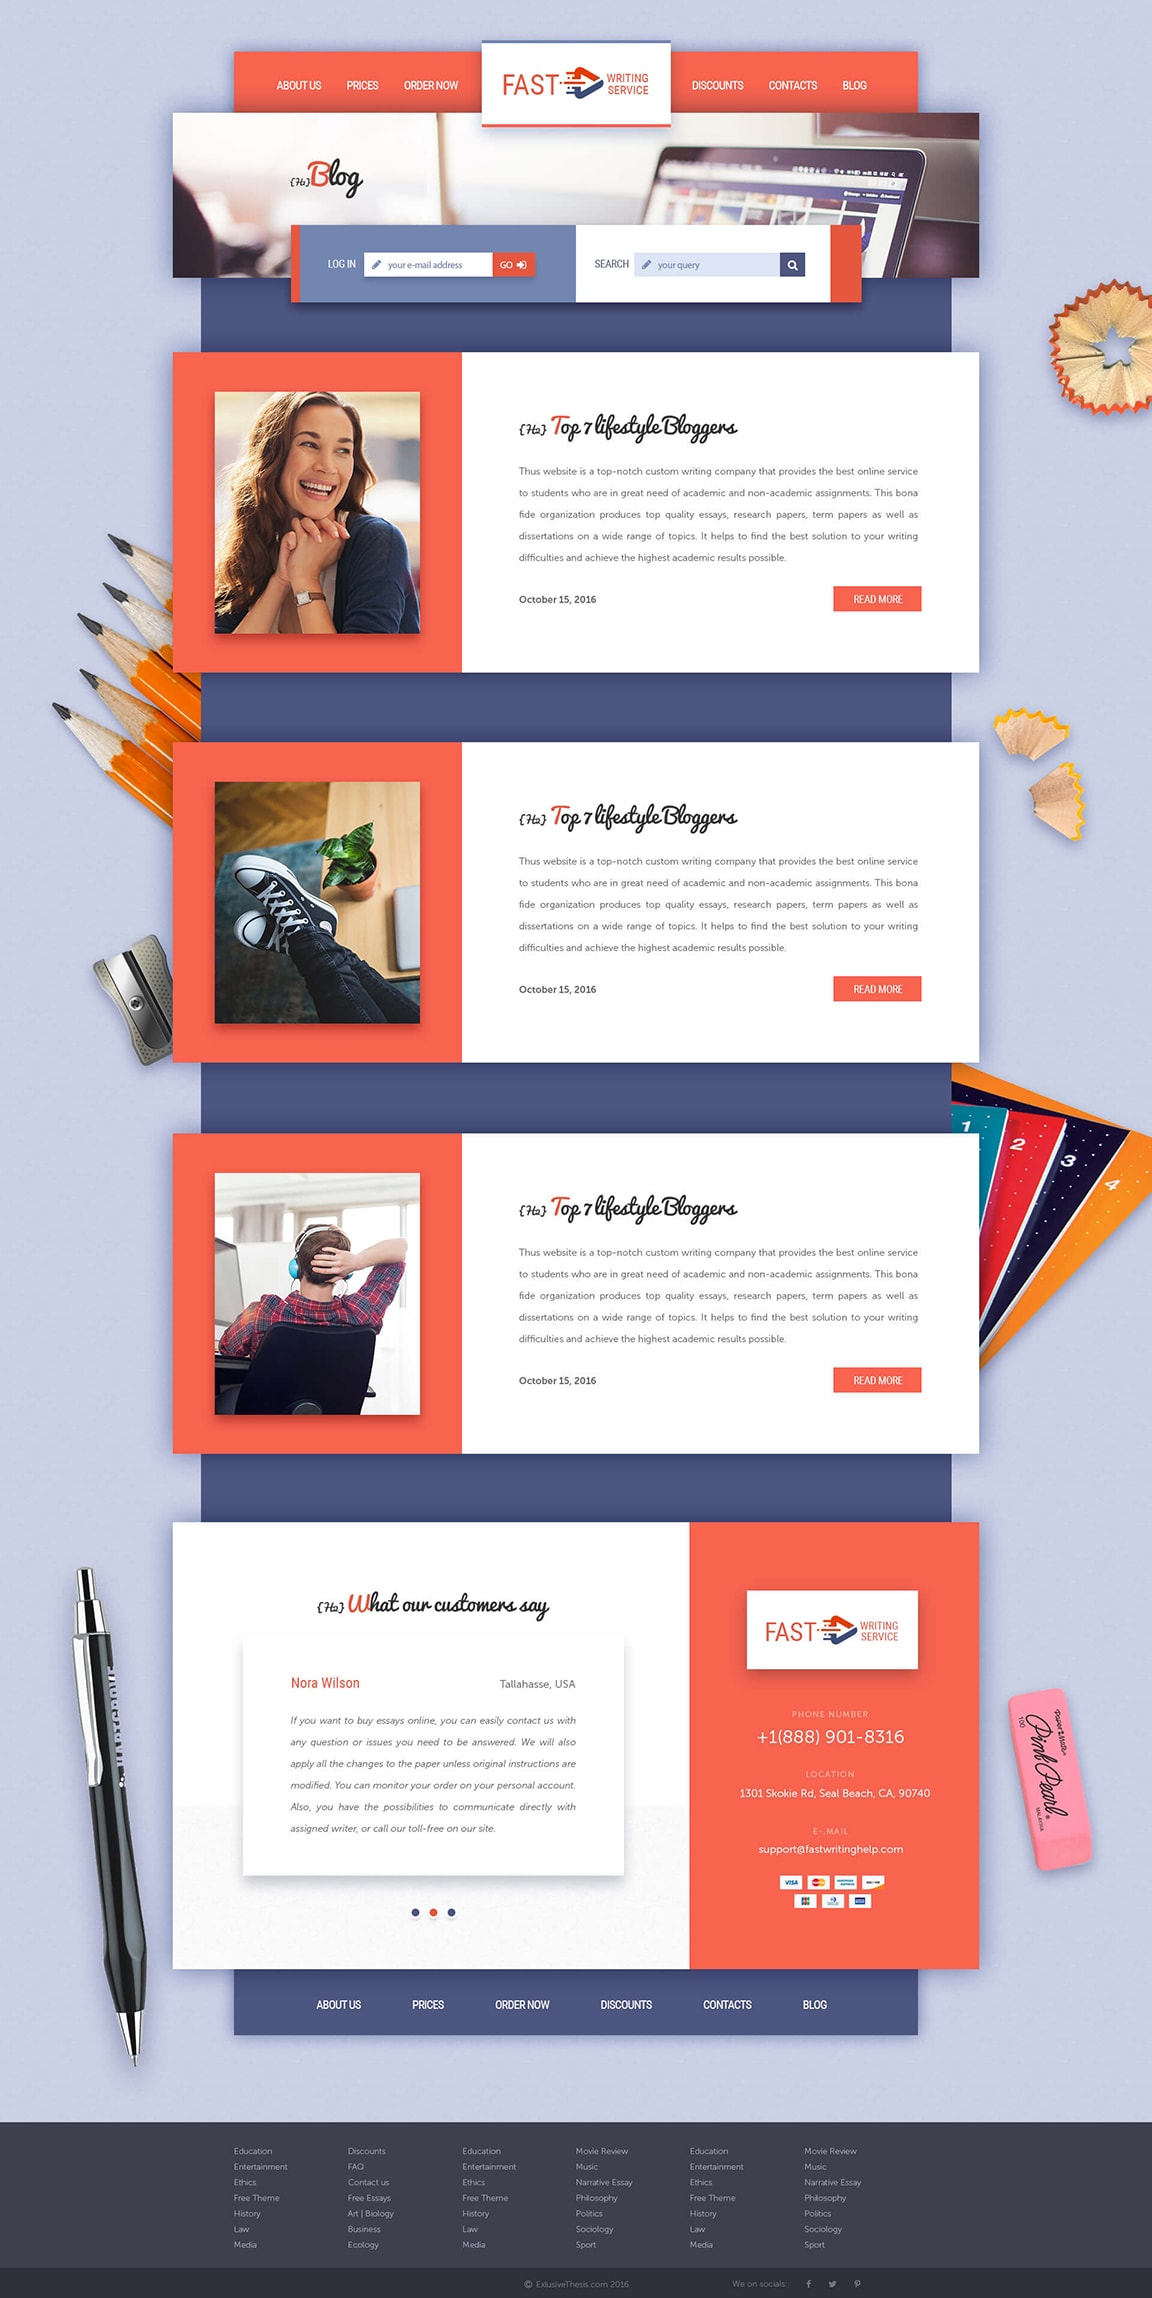 ABOUT US PRICES ORDER NOW FAST WRITING SERVICE DISCOUNTS CONTACTS BLOG
{H1} Blog
LOG IN your e-mail address GO SEARCH your query
{H2} Top 7 lifestyle Bloggers
Thus website is a top-notch custom writing company that provides the best online service
to students who are in great need of academic and non-academic assignments. This bona
fide organization produces top quality essays, research papers, term papers as well as
dissertations on a wide range of topics. It helps to find the best solution to your writing
difficulties and achieve the highest academic results possible.
October 15, 2016 READ MORE
{H2} Top 7 lifestyle Bloggers
Thus website is a top-notch custom writing company that provides the best online service
to students who are in great need of academic and non-academic assignments. This bona
fide organization produces top quality essays, research papers, term papers as well as
dissertations on a wide range of topics. It helps to find the best solution to your writing
difficulties and achieve the highest academic results possible.
October 15, 2016 READ MORE
1 2 3 4
{H2} Top 7 lifestyle Bloggers
Thus website is a top-notch custom writing company that provides the best online service
to students who are in great need of academic and non-academic assignments. This bona
fide organization produces top quality essays, research papers, term papers as well as
dissertations on a wide range of topics. It helps to find the best solution to your writing
difficulties and achieve the highest academic results possible.
October 15, 2016 READ MORE
{H2} What our customers say
Nora Wilson Tallahasse, USA
If you want to buy essays online, you can easily contact us with
any question or issues you need to be answered. We will also
apply all the changes to the paper unless original instructions are
modified. You can monitor your order on your personal account.
Also, you have the possibilities to communicate directly with
assigned writer, or call our toll-free on our site.
FAST WRITING SERVICE
PHONE NUMBER
+1(888) 901-8316
LOCATION
1301 Skokie Rd, Seal Beach, CA, 90740
E-.MAIL
support@fastwritinghelp.com
VISA
PaperMate
Pink Pearl
100
MALAYSIA
ABOUT US PRICES ORDER NOW DISCOUNTS CONTACTS BLOG
Education Discounts Education Movie Review Education Movie Review
Entertainment FAQ Entertainment Music Entertainment Music
Ethics Contact us Ethics Narrative Essay Ethics Narrative Essay
Free Theme Free Essays Free Theme Philosophy Free Theme Philosophy
History Art | Biology History Politics History Politics
Law Business Law Sociology Law Sociology
Media Ecology Media Sport Media Sport
© ExlusiveThesis.com 2016 We on socials: